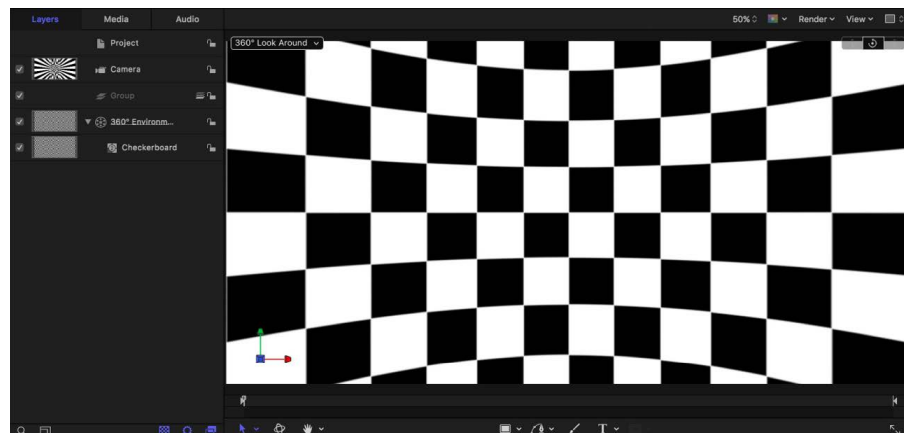 Layers Media Audio
50% Render View
Project
360° Look Around
Camera
Group
360° Environm...
Checkerboard
T